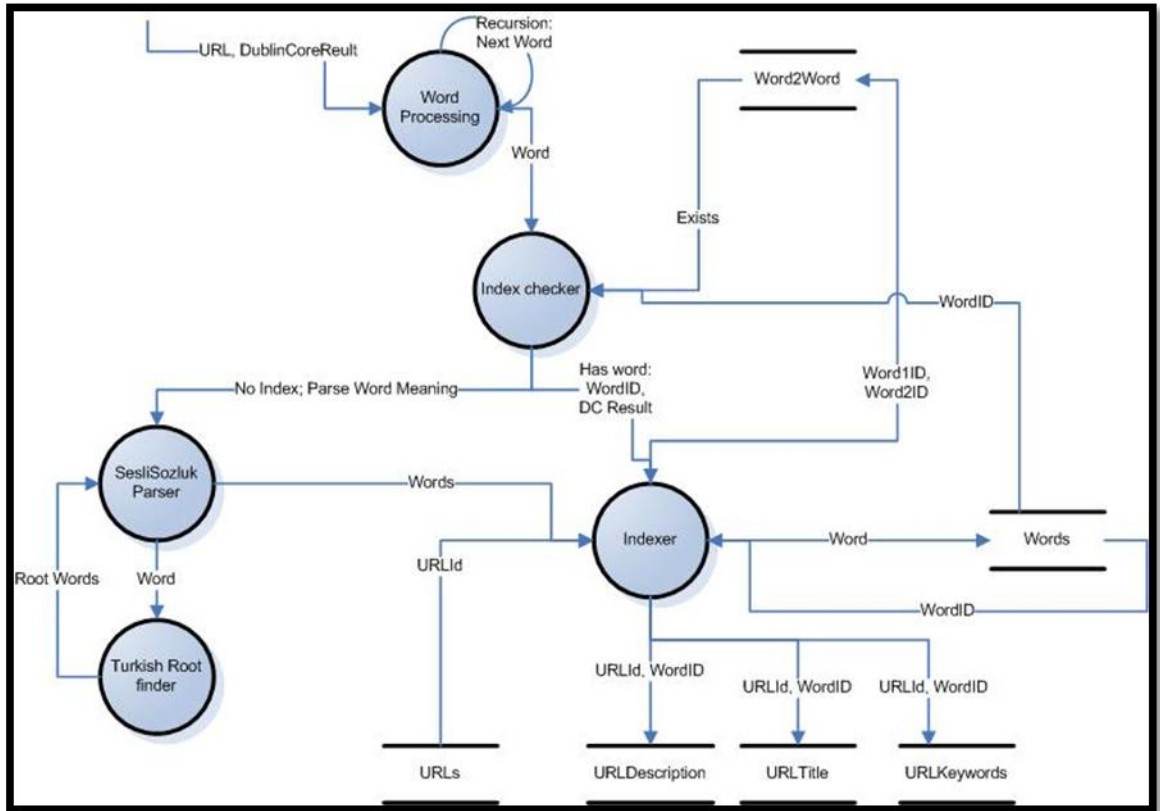 Recursion:
Next Word
URL, DublinCoreReult
Word
Processing
Word2Word
Word
Exists
Index checker
WordID
Has word:
WordID,
DC Result
Word1ID,
Word2ID
No Index; Parse Word Meaning
SesliSozluk
Parser
Words
Indexer
Word
Words
URLId
Root Words
Word
WordID
Turkish Root
finder
URLId, WordID
URLId, WordID
URLId, WordID
URLs
URLDescription
URLTitle
URLKeywords